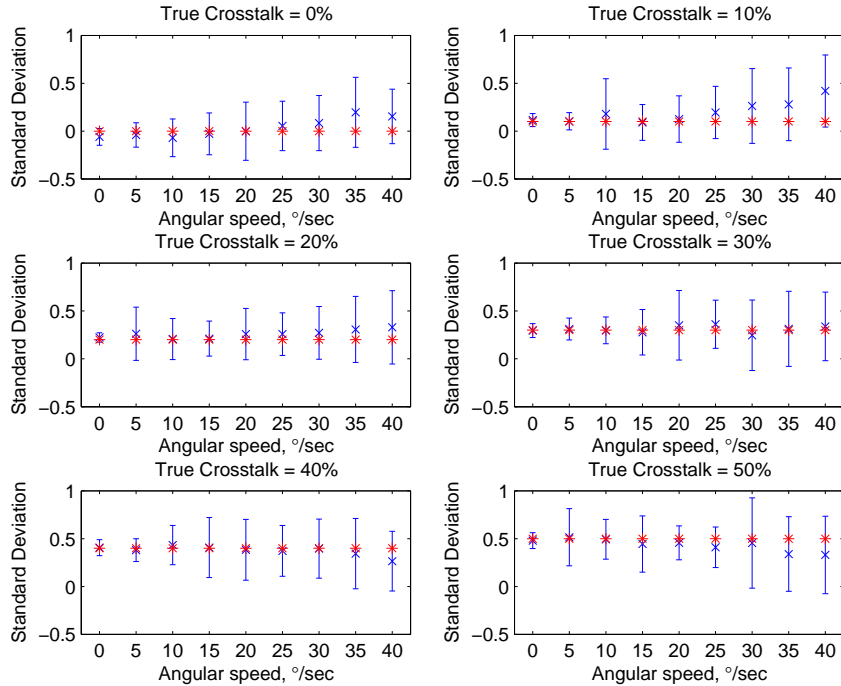 True Crosstalk = 0%
Standard Deviation
1
0.5
0
−0.5
0 5 10 15 20 25 30 35 40
Angular speed, °/sec
True Crosstalk = 10%
Standard Deviation
1
0.5
0
−0.5
0 5 10 15 20 25 30 35 40
Angular speed, °/sec
True Crosstalk = 20%
Standard Deviation
1
0.5
0
−0.5
0 5 10 15 20 25 30 35 40
Angular speed, °/sec
True Crosstalk = 30%
Standard Deviation
1
0.5
0
−0.5
0 5 10 15 20 25 30 35 40
Angular speed, °/sec
True Crosstalk = 40%
Standard Deviation
1
0.5
0
−0.5
0 5 10 15 20 25 30 35 40
Angular speed, °/sec
True Crosstalk = 50%
Standard Deviation
1
0.5
0
−0.5
0 5 10 15 20 25 30 35 40
Angular speed, °/sec